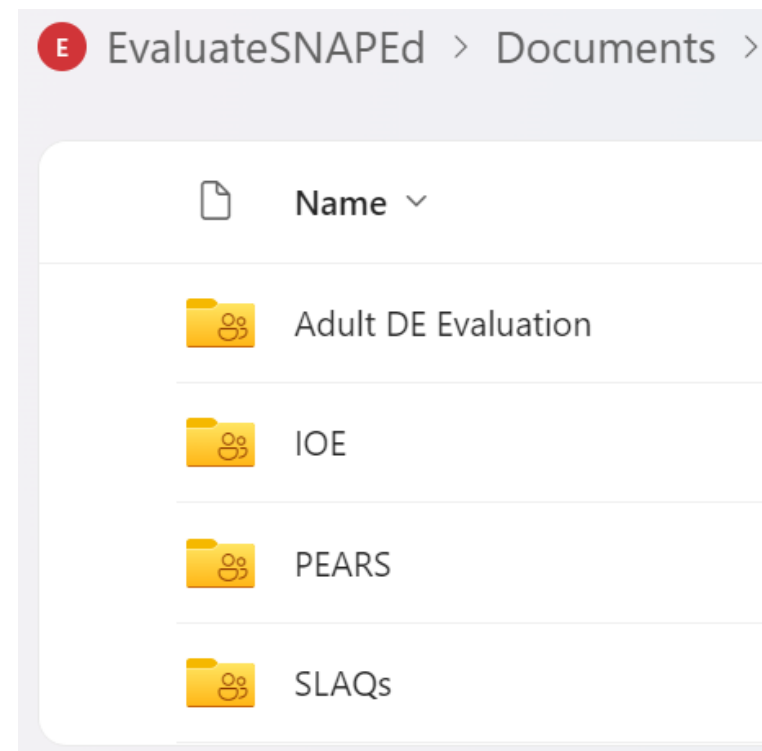 E EvaluateSNAPEd > Documents >
Name
Adult DE Evaluation
IOE
PEARS
SLAQs